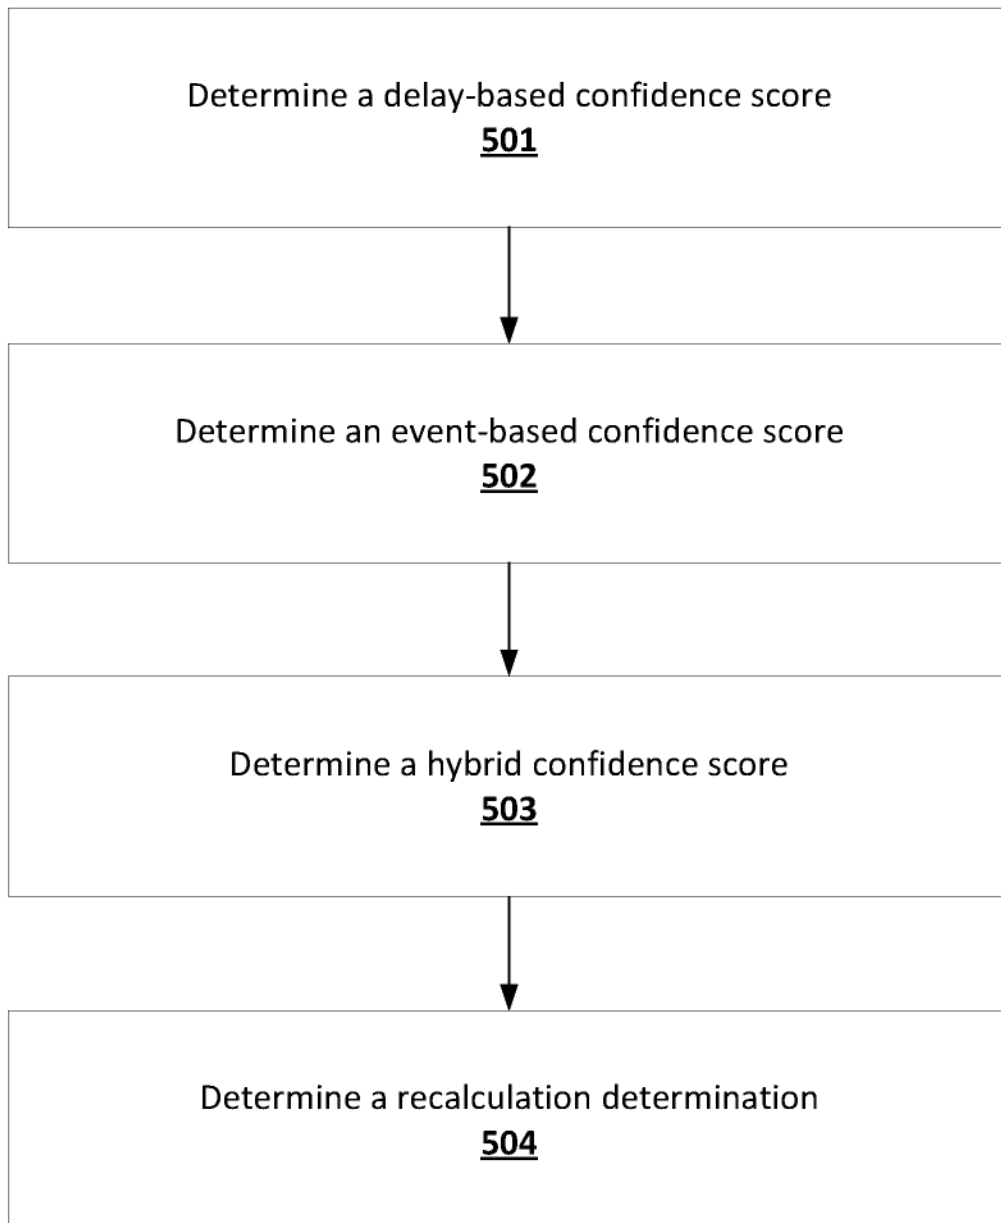 Determine a delay-based confidence score
501
Determine an event-based confidence score
502
Determine a hybrid confidence score
503
Determine a recalculation determination
504